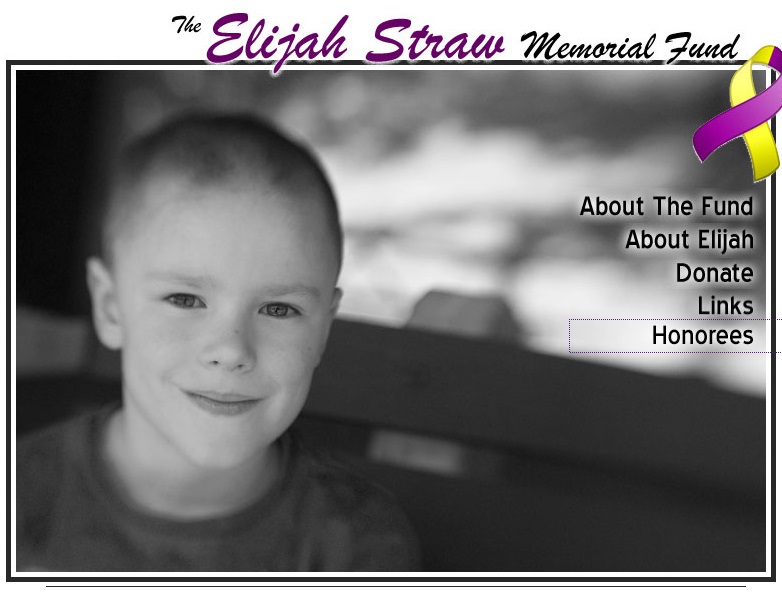 The Elijah Straw Memorial Fund
About The Fund
About Elijah
Donate
Links
Honorees